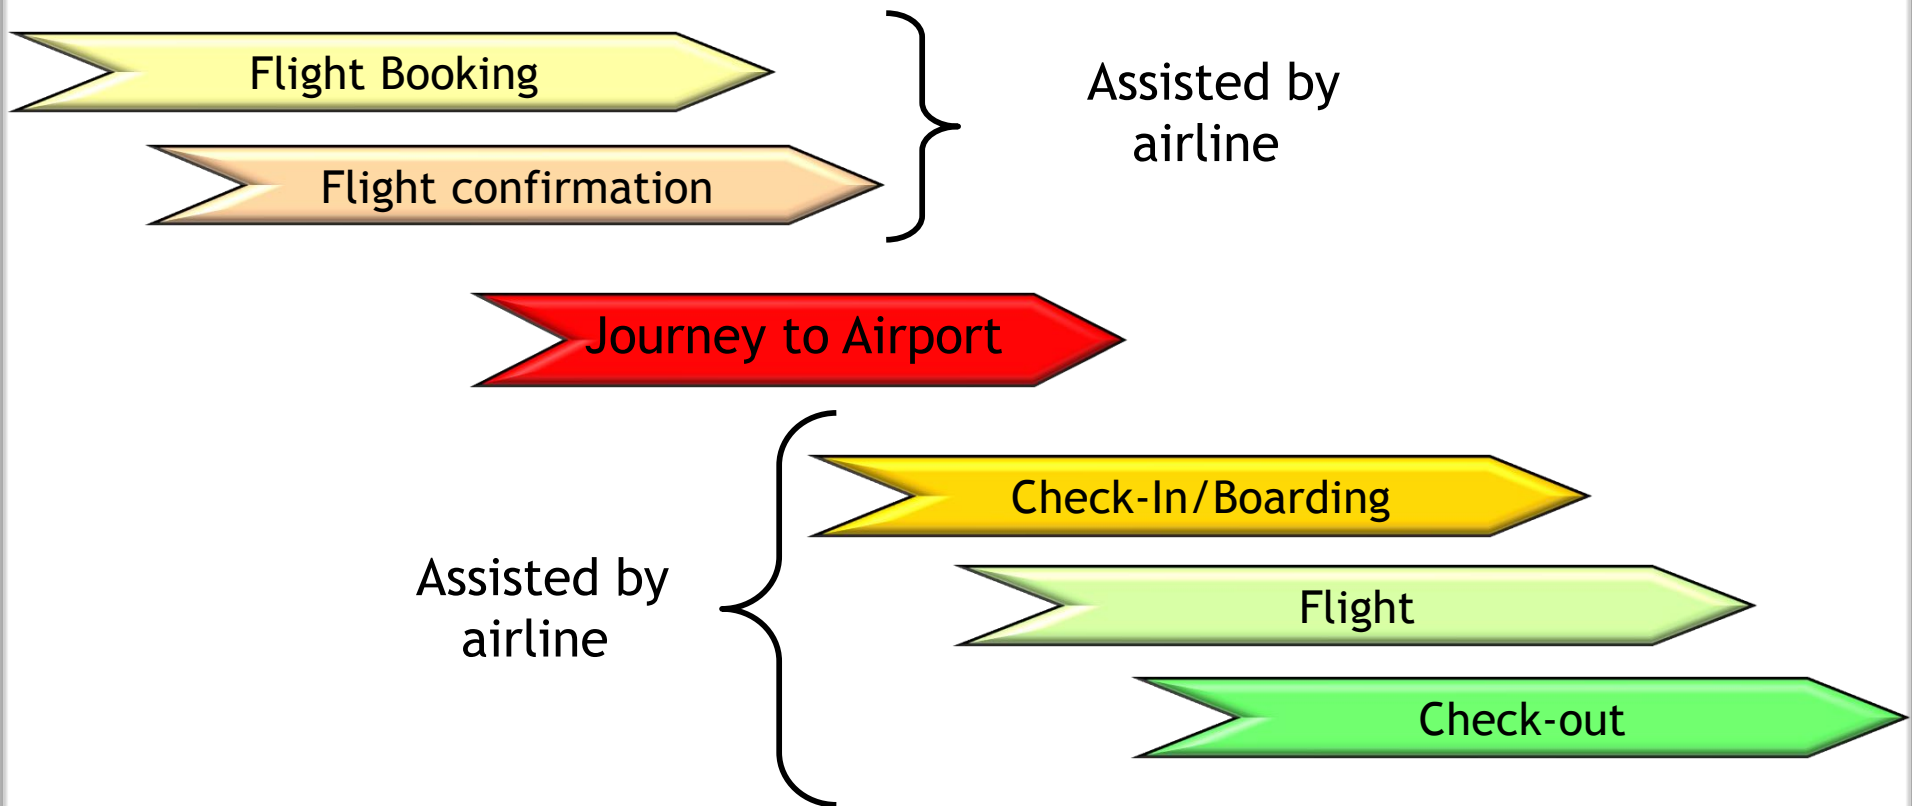 Flight Booking
Assisted by
airline
Flight confirmation
Journey to Airport
Check-In/Boarding
Assisted by
airline
Flight
Check-out